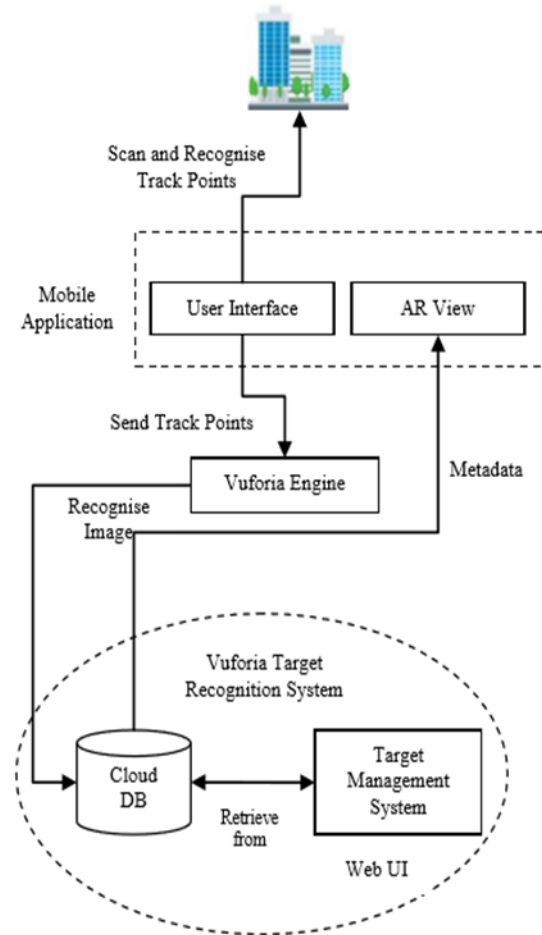 Scan and Recognise
Track Points
Mobile
Application
User Interface
AR View
Send Track Points
Vuforia Engine
Metadata
Recognise
Image
Vuforia Target
Recognition System
Cloud
DB
Retrieve
from
Target
Management
System
Web UI